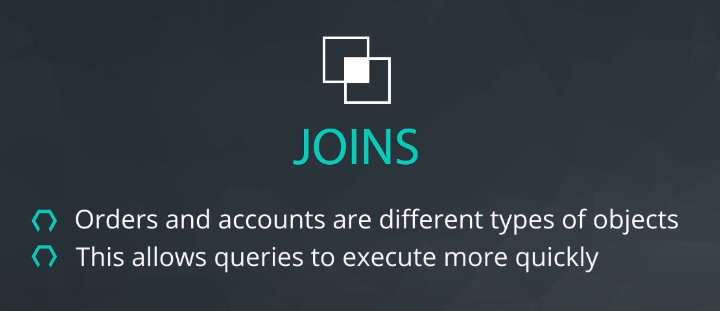 JOINS
Orders and accounts are different types of objects
This allows queries to execute more quickly